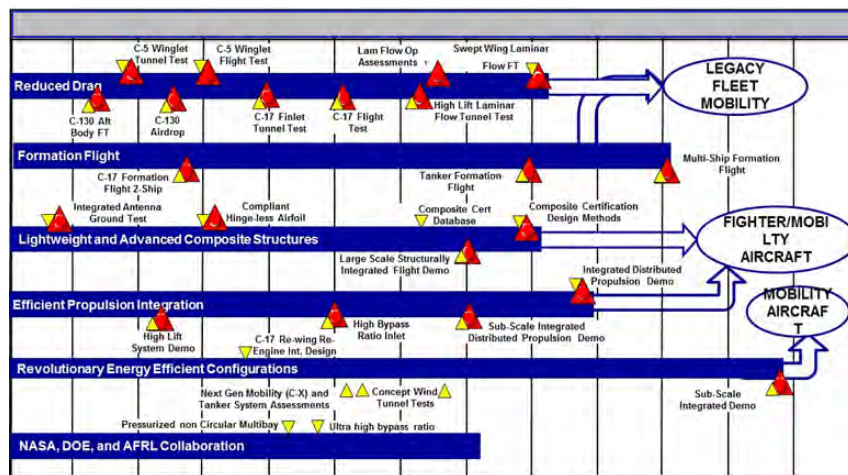 C-5 Winglet
Tunnel Test
C-5 Winglet
Flight Test
Lam Flow Op
Assessments
Swept Wing Laminar
Flow FT
Reduced Drag
LEGACY
FLEET
MOBILITY
C-130 Aft
Body FT
C-130
Airdrop
C-17 Finlet
Tunnel Test
C-17 Flight
Test
High Lift Laminar
Flow Tunnel Test
Formation Flight
C-17 Formation
Flight 2-Ship
Tanker Formation
Flight
Multi-Ship Formation
Flight
Integrated Antenna
Ground Test
Compliant
Hinge-less Airfoil
Composite Cert
Database
Composite Certification
Design Methods
Lightweight and Advanced Composite Structures
FIGHTER/MOBI
LTY
AIRCRAFT
Large Scale Structurally
Integrated Flight Demo
Integrated Distributed
Propulsion Demo
Efficient Propulsion Integration
MOBILITY
AIRCRAF
T
High Lift
System Demo
C-17 Re-wing Re-
Engine Int. Design
High Bypass
Ratio Inlet
Sub-Scale Integrated
Distributed Propulsion Demo
Revolutionary Energy Efficient Configurations
Next Gen Mobility (C-X) and
Tanker System Assessments
Concept Wind
Tunnel Tests
Sub-Scale
Integrated Demo
Pressurized non Circular Multibay
Ultra high bypass ratio
NASA, DOE, and AFRL Collaboration